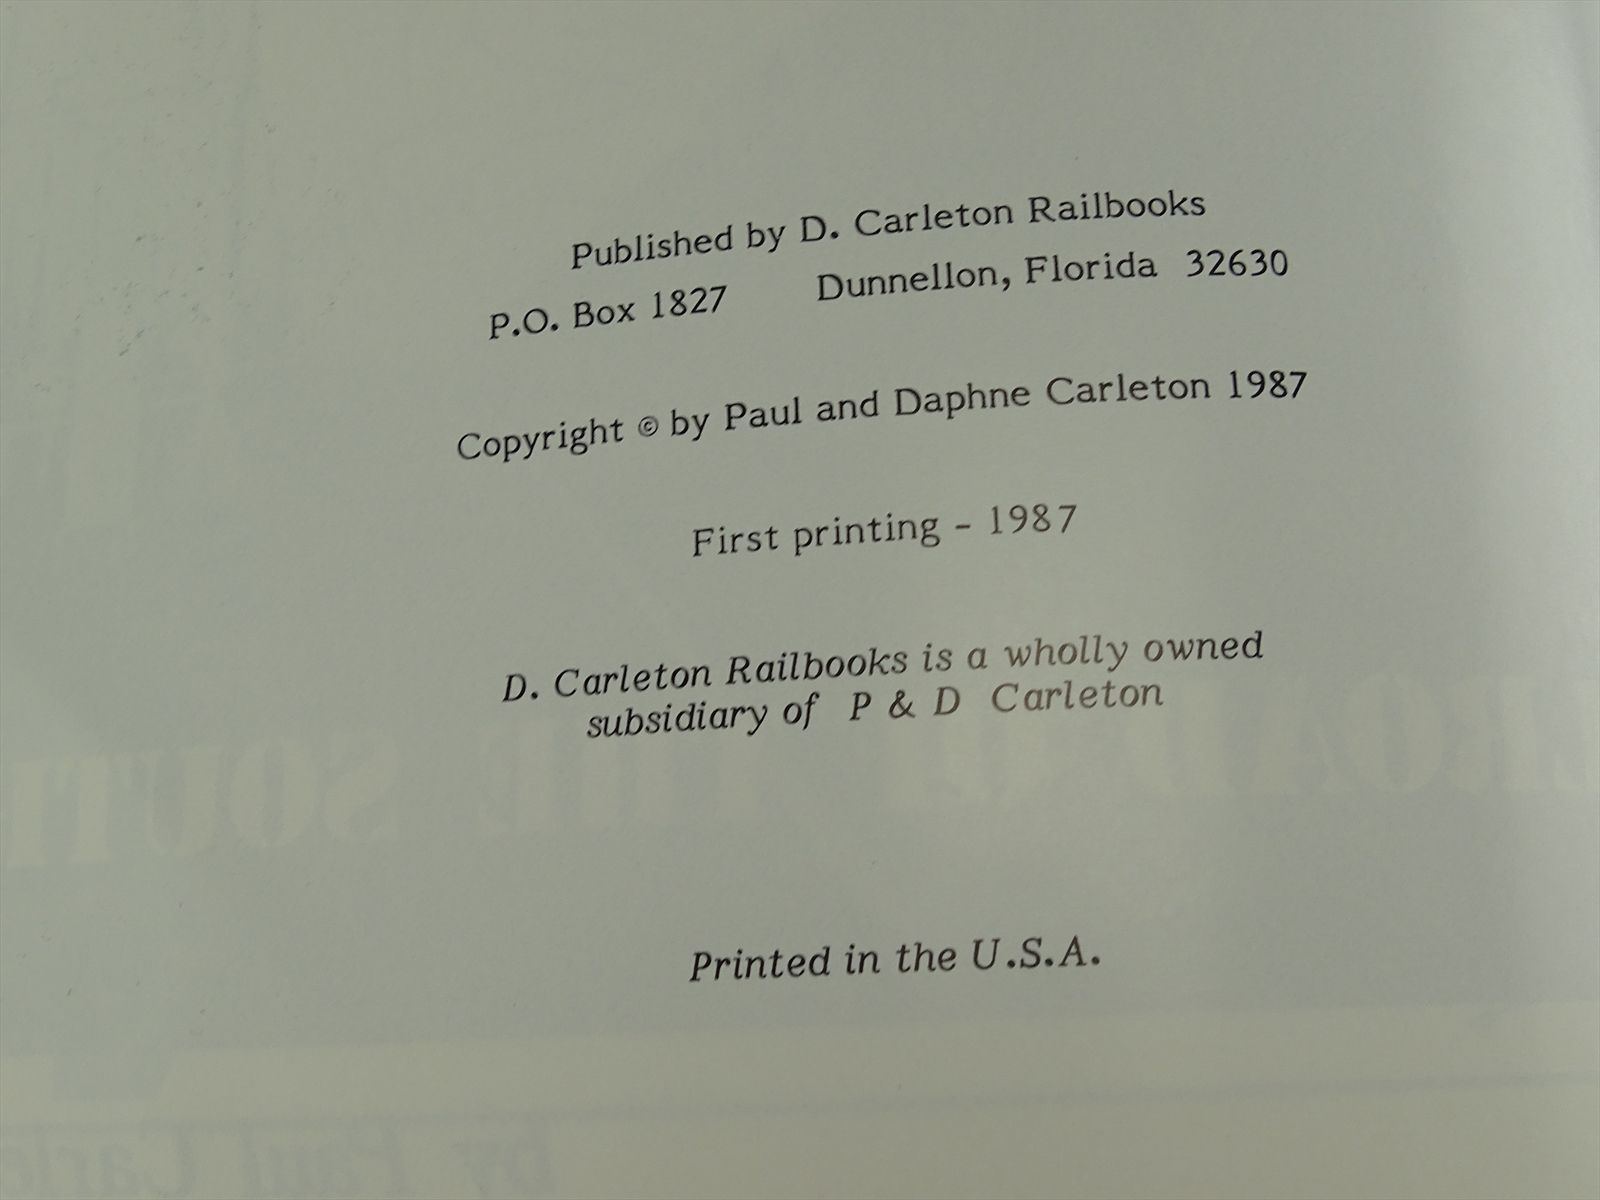 Published by D. Carleton Railbooks
P.O. Box 1827 Dunnellon, Florida 32630
Copyright © by Paul and Daphne Carleton 1987
First printing - 1987
D. Carleton Railbooks is a wholly owned
subsidiary of P & D Carleton
Printed in the U.S.A.